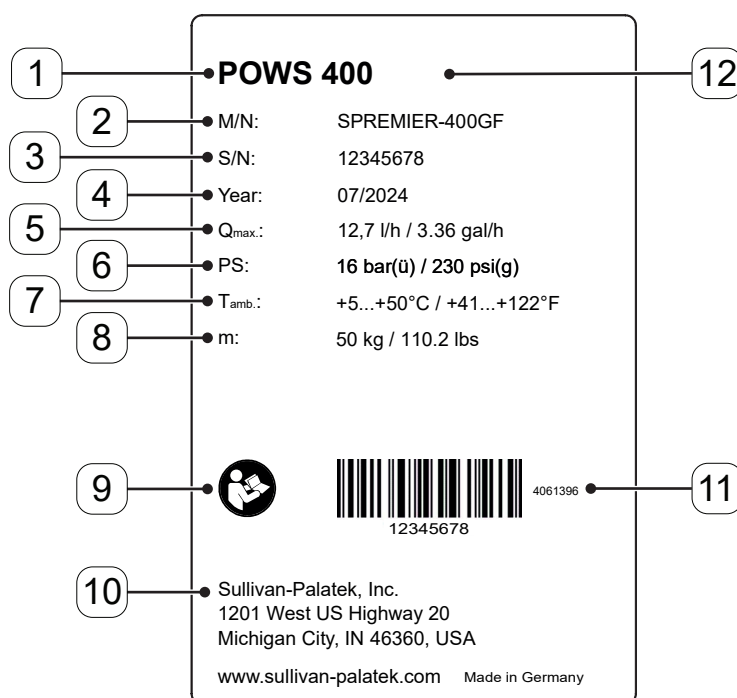 1 POWS 400 12
2 M/N: SPREMIER-400GF
3 S/N: 12345678
4 Year: 07/2024
5 Qmax.: 12,7 l/h / 3.36 gal/h
6 PS: 16 bar(ü) / 230 psi(g)
7 Tamb.: +5...+50°C / +41...+122°F
8 m: 50 kg / 110.2 lbs
9 4061396 11
12345678
10 Sullivan-Palatek, Inc.
1201 West US Highway 20
Michigan City, IN 46360, USA
www.sullivan-palatek.com Made in Germany